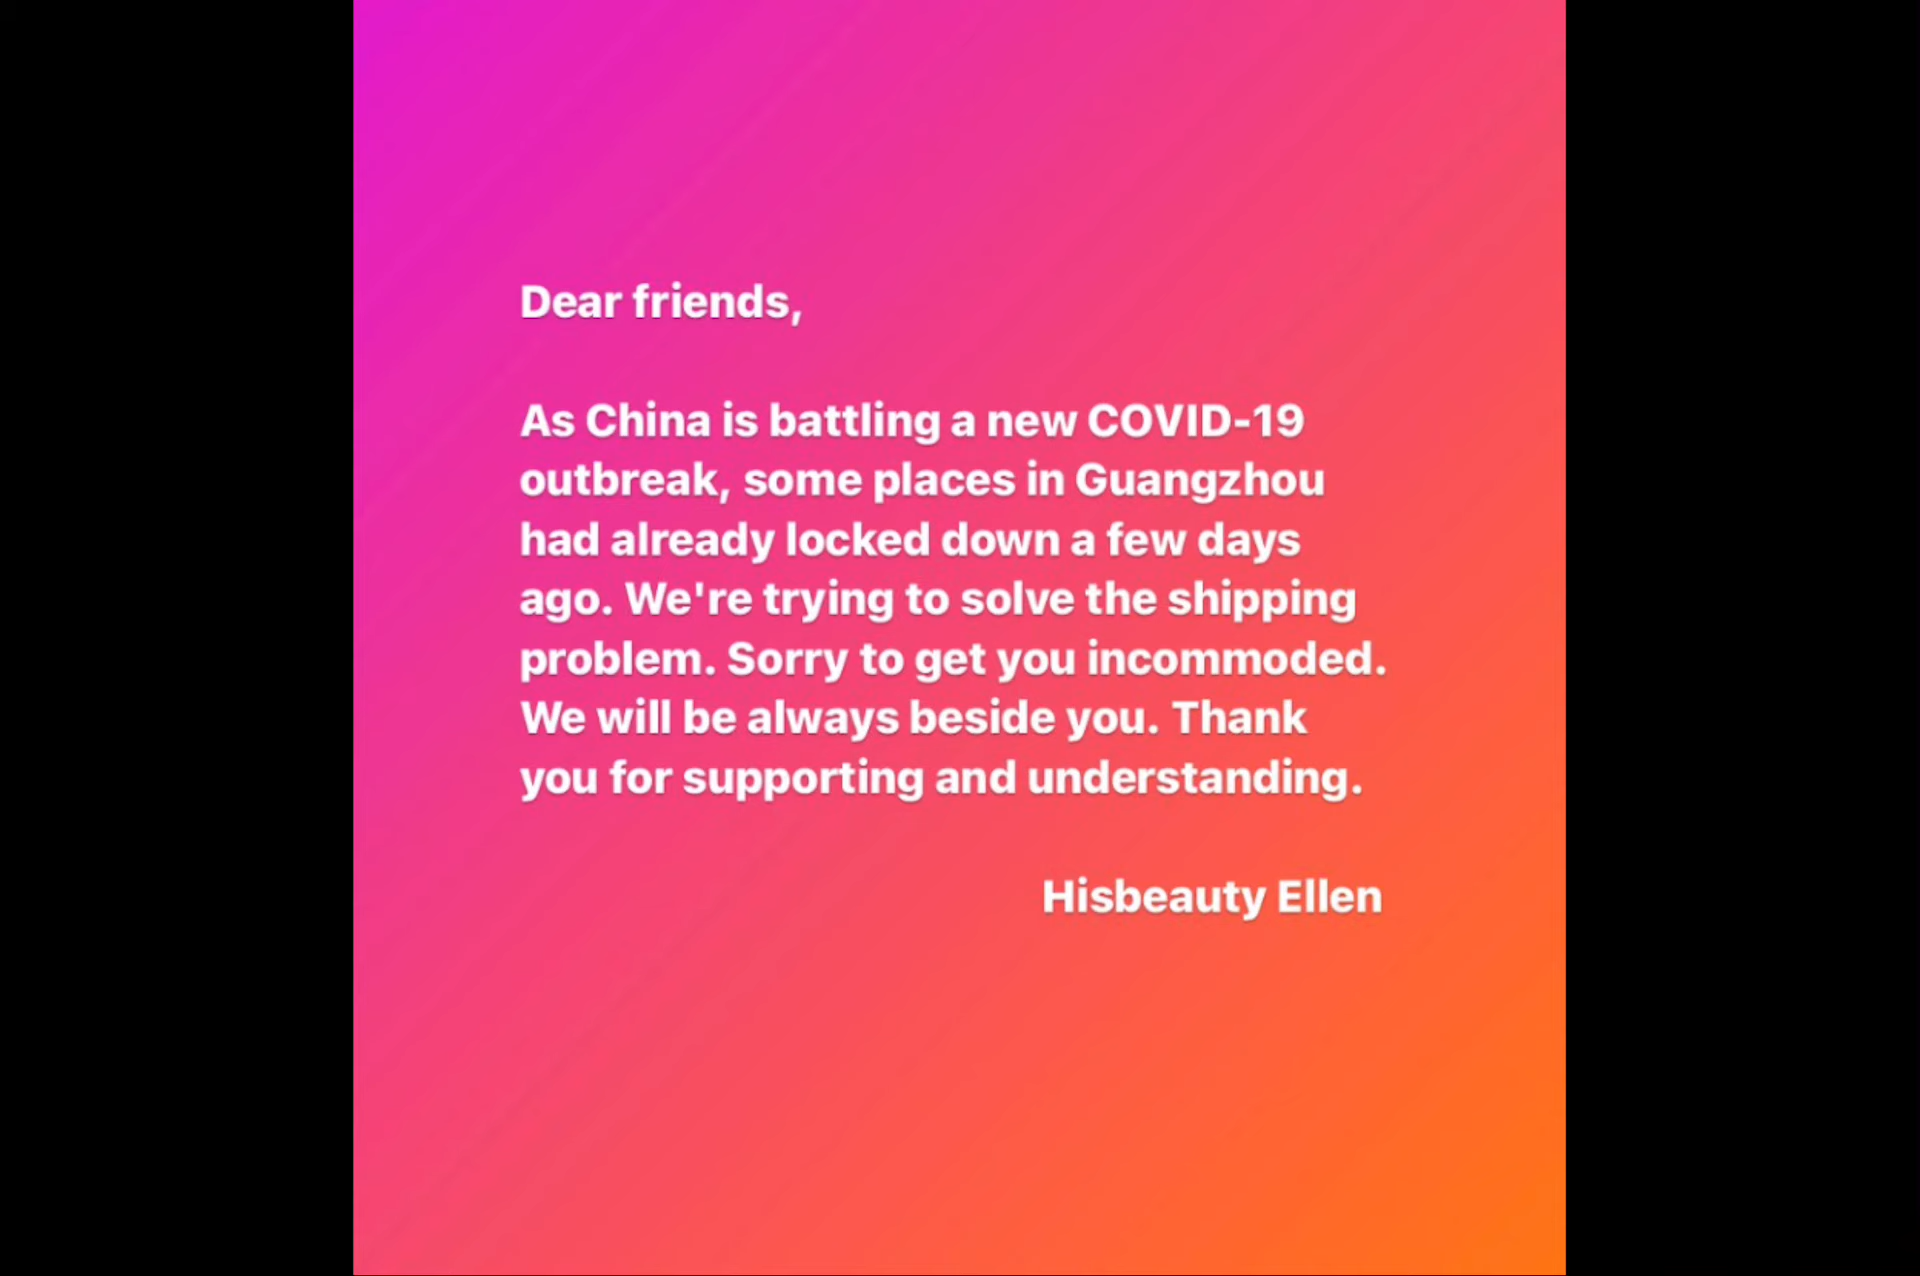 Dear friends,
As China is battling a new COVID-19
outbreak, some places in Guangzhou
had already locked down a few days
ago. We're trying to solve the shipping
problem. Sorry to get you incommoded.
We will be always beside you. Thank
you for supporting and understanding.
Hisbeauty Ellen